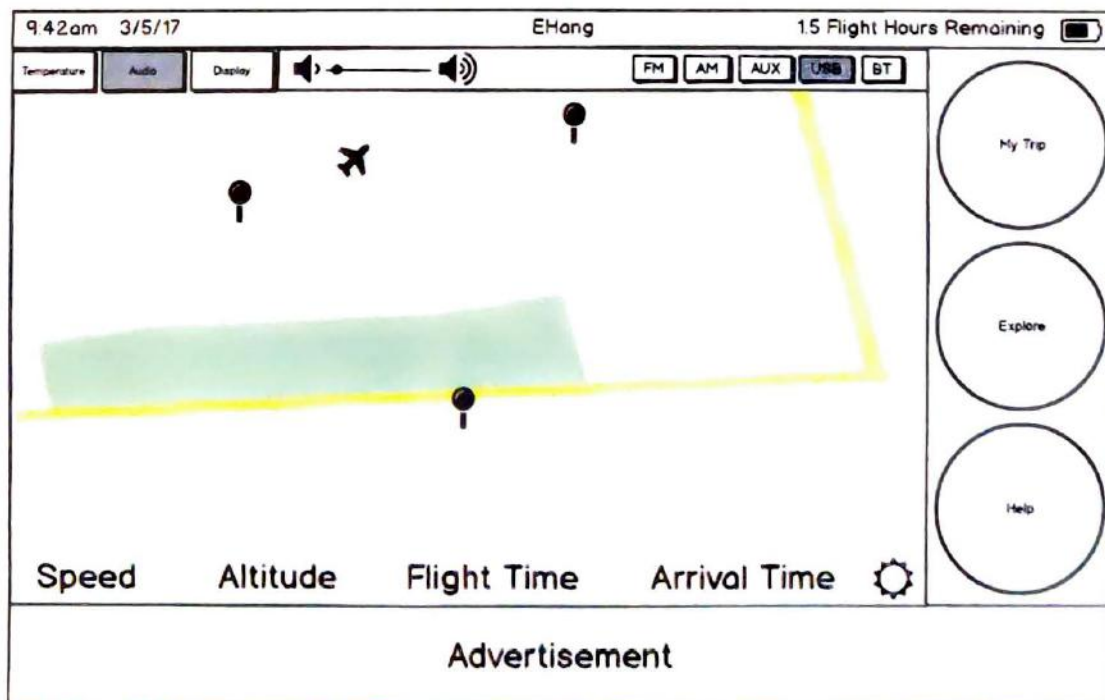 9.42am 3/5/17 EHang 1.5 Flight Hours Remaining
Temperature Audio Display FM AM AUX USB BT
My Trip
Explore
Help
Speed Altitude Flight Time Arrival Time
Advertisement